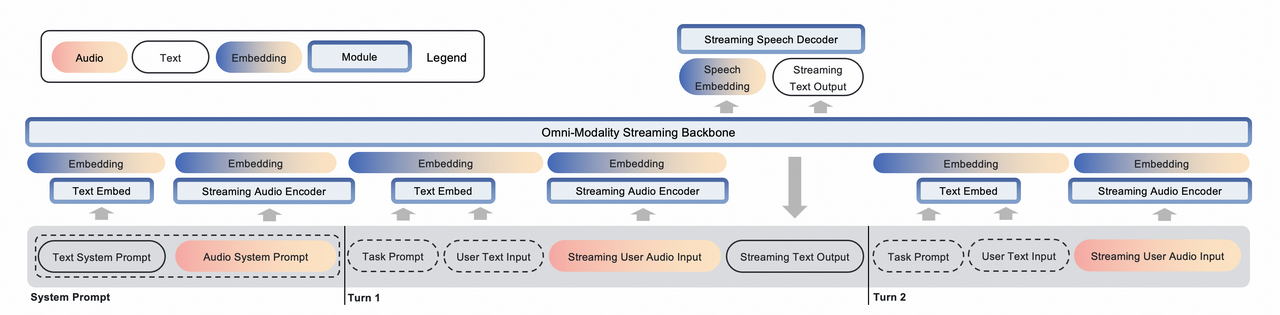 Audio
Text
Embedding
Module
Legend
Streaming Speech Decoder
Speech
Embedding
Streaming
Text Output
Omni-Modality Streaming Backbone
Embedding
Embedding
Embedding
Embedding
Embedding
Embedding
Text Embed
Streaming Audio Encoder
Text Embed
Streaming Audio Encoder
Text Embed
Streaming Audio Encoder
Text System Prompt
Audio System Prompt
Task Prompt
User Text Input
Streaming User Audio Input
Streaming Text Output
Task Prompt
User Text Input
Streaming User Audio Input
System Prompt
Turn 1
Turn 2